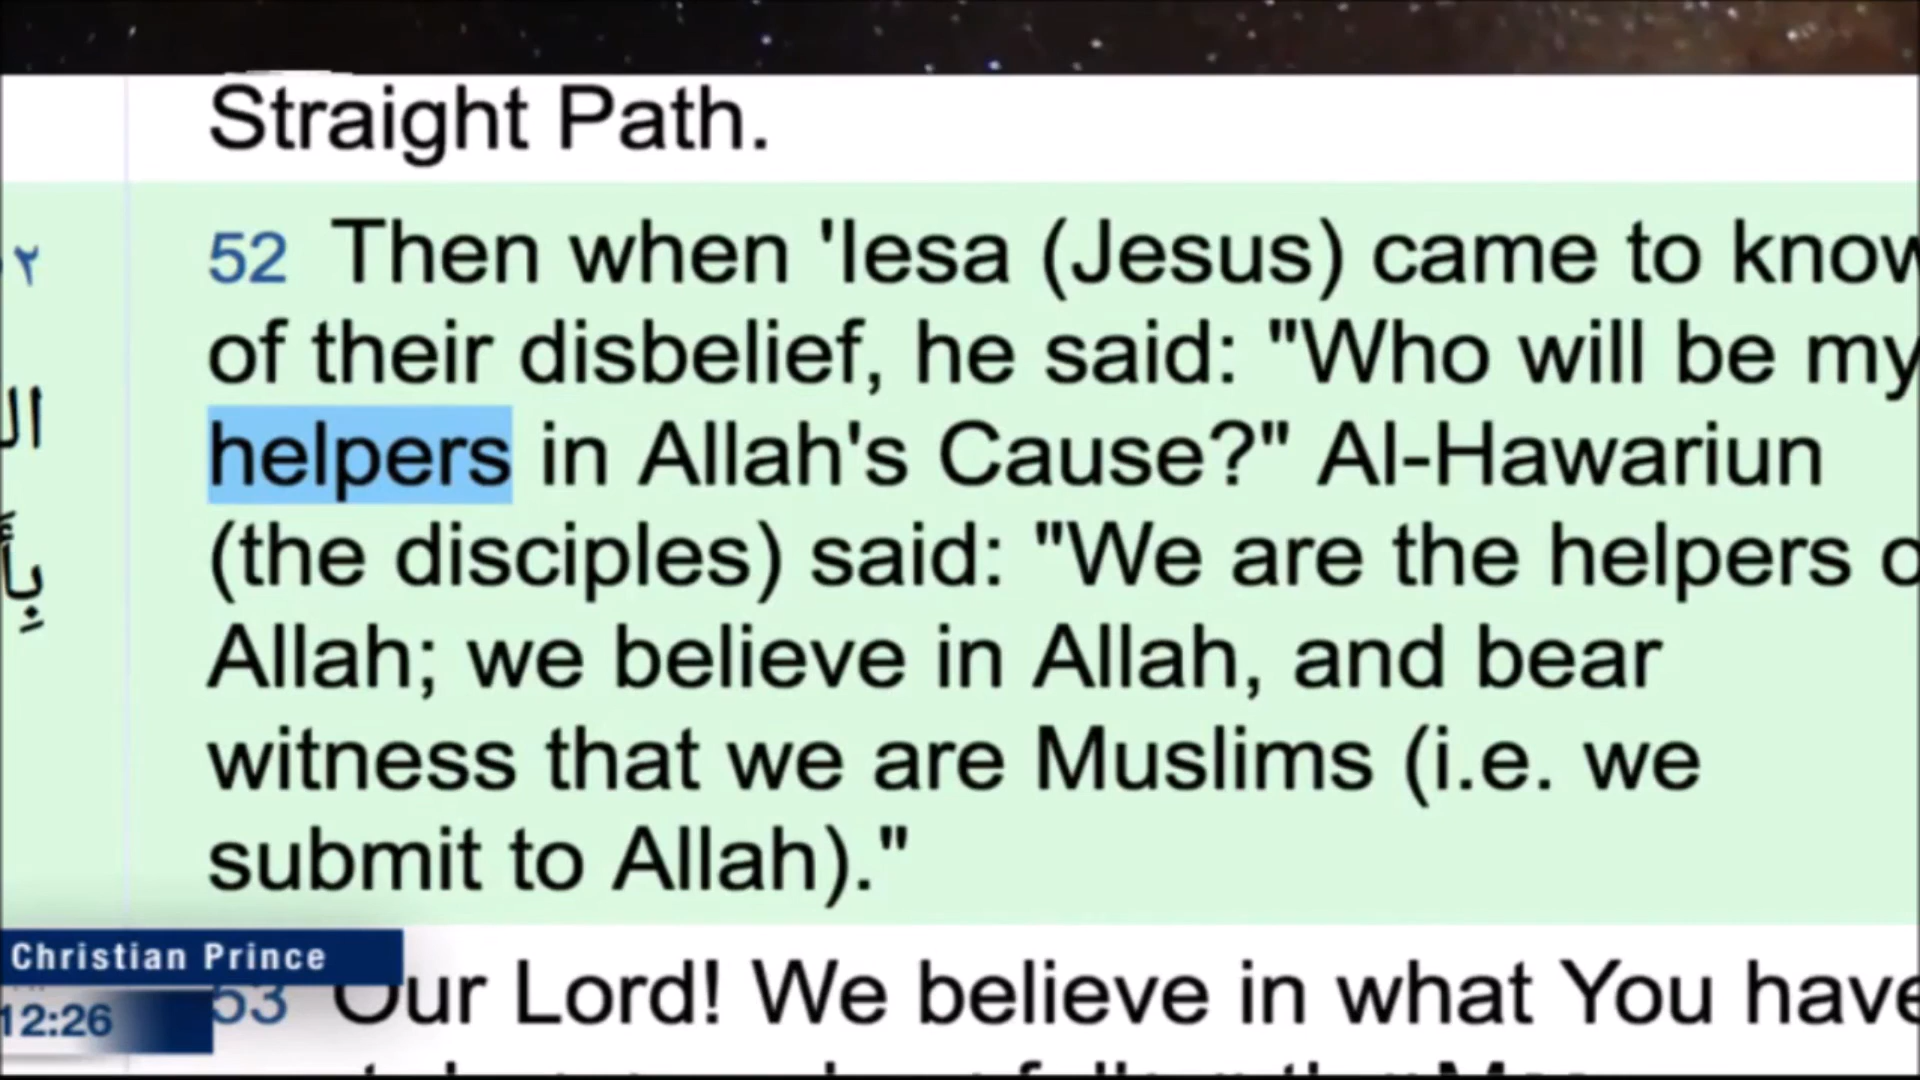 Straight Path.
52 Then when 'Iesa (Jesus) came to know
of their disbelief, he said: "Who will be my
helpers in Allah's Cause?" Al-Hawariun
(the disciples) said: "We are the helpers o
Allah; we believe in Allah, and bear
witness that we are Muslims (i.e. we
submit to Allah)."
Christian Prince
53 Our Lord! We believe in what You have
12:26